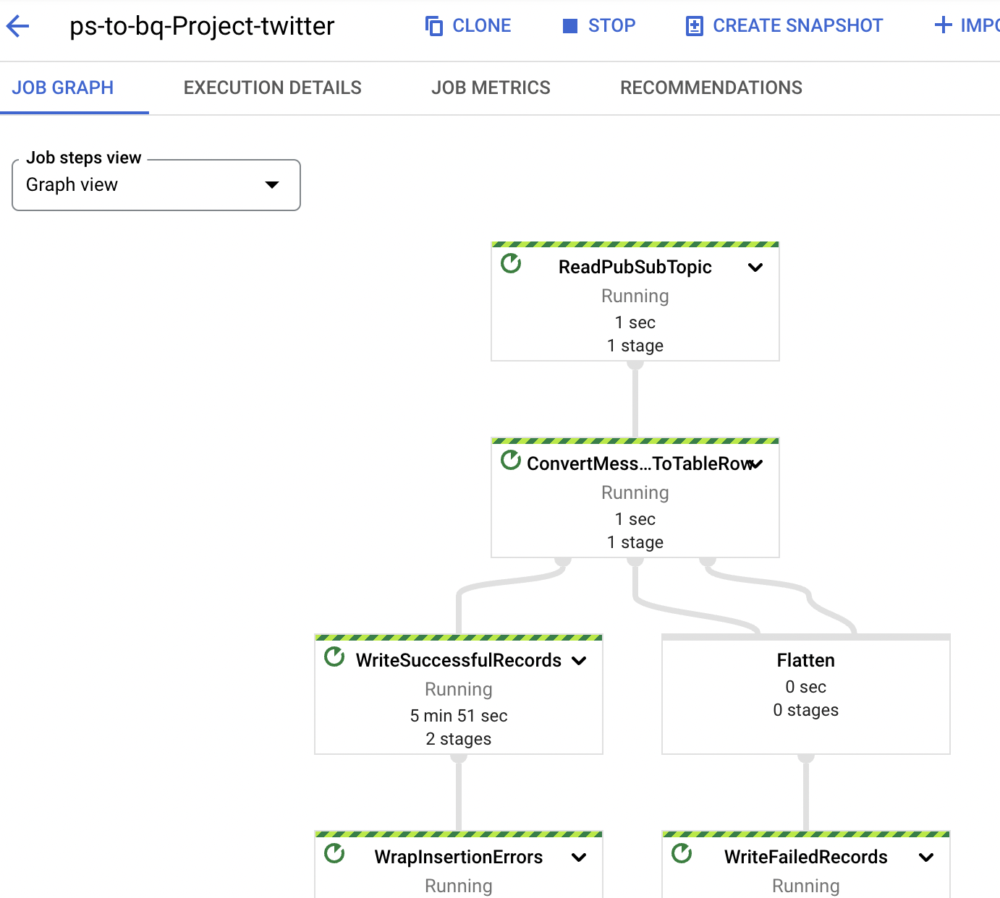 ps-to-bq-Project-twitter
CLONE
STOP
CREATE SNAPSHOT
IMPO
JOB GRAPH
EXECUTION DETAILS
JOB METRICS
RECOMMENDATIONS
Job steps view
Graph view
ReadPubSubTopic
Running
1 sec
1 stage
ConvertMess...ToTableRow
Running
1 sec
1 stage
WriteSuccessfulRecords
Running
5 min 51 sec
2 stages
Flatten
0 sec
0 stages
WrapInsertionErrors
Running
WriteFailedRecords
Running